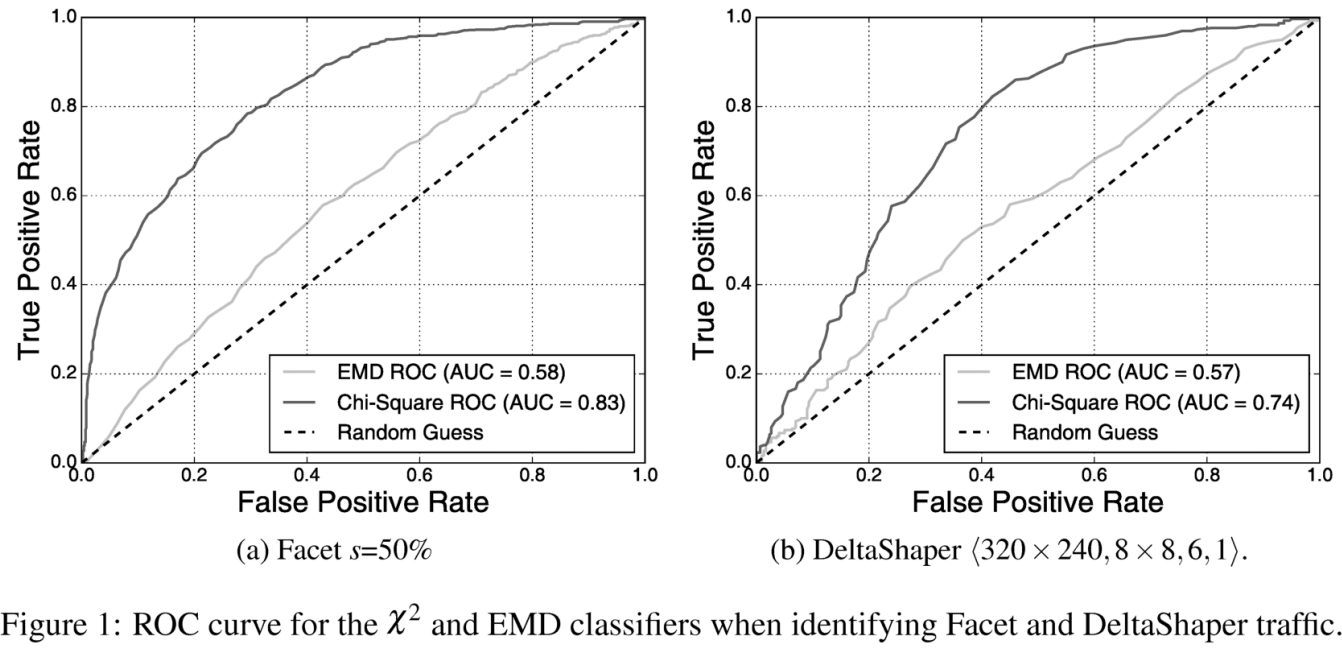 1.0
0.8
0.6
0.4
0.2
0.0
True Positive Rate
EMD ROC (AUC = 0.58)
Chi-Square ROC (AUC = 0.83)
Random Guess
0.0 0.2 0.4 0.6 0.8 1.0
False Positive Rate
(a) Facet s=50%
1.0
0.8
0.6
0.4
0.2
0.0
True Positive Rate
EMD ROC (AUC = 0.57)
Chi-Square ROC (AUC = 0.74)
Random Guess
0.0 0.2 0.4 0.6 0.8 1.0
False Positive Rate
(b) DeltaShaper ⟨320 × 240, 8 × 8, 6, 1⟩.
Figure 1: ROC curve for the χ² and EMD classifiers when identifying Facet and DeltaShaper traffic.